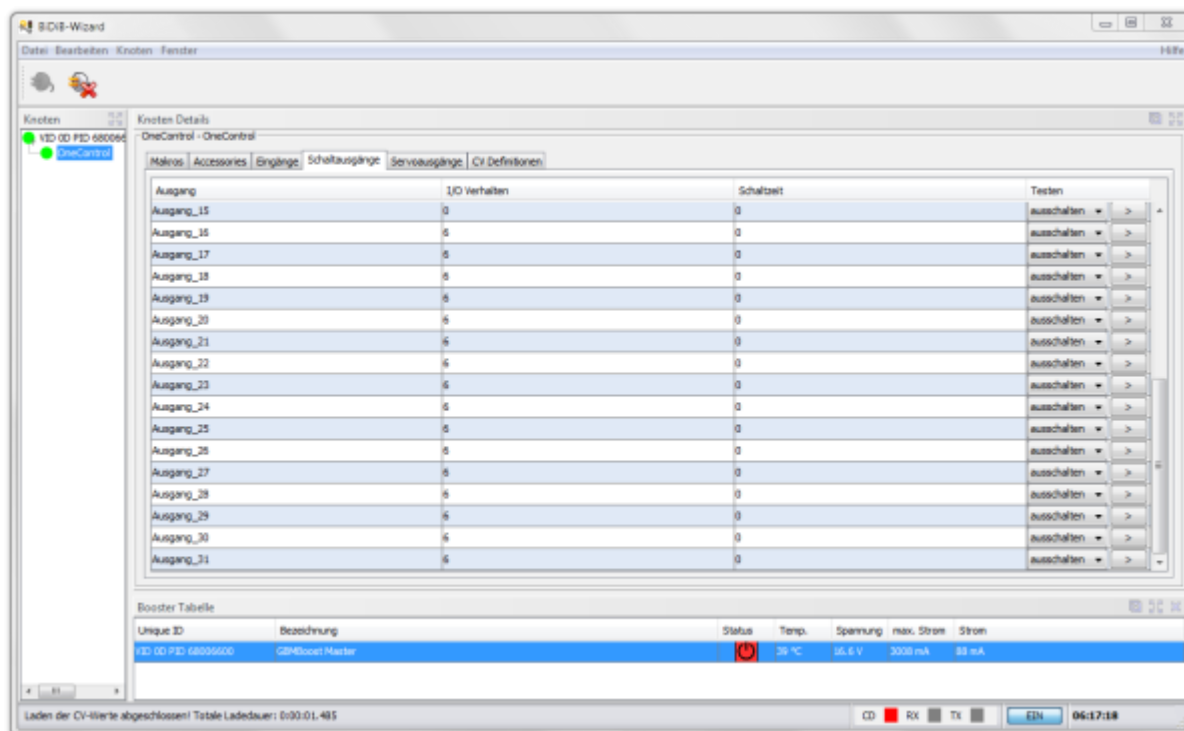 BiDiB-Wizard
Datei Bearbeiten Knoten Fenster Hilfe
Knoten
Knoten Details
VID 0D PID 680066
OneControl
OneControl - OneControl
Makros Accessories Eingänge Schaltausgänge Servoausgänge CV Definitionen
Ausgang I/O Verhalten Schaltzeit Testen
Ausgang_15 0 0 ausschalten >
Ausgang_16 6 0 ausschalten >
Ausgang_17 6 0 ausschalten >
Ausgang_18 6 0 ausschalten >
Ausgang_19 6 0 ausschalten >
Ausgang_20 6 0 ausschalten >
Ausgang_21 6 0 ausschalten >
Ausgang_22 6 0 ausschalten >
Ausgang_23 6 0 ausschalten >
Ausgang_24 6 0 ausschalten >
Ausgang_25 6 0 ausschalten >
Ausgang_26 6 0 ausschalten >
Ausgang_27 6 0 ausschalten >
Ausgang_28 6 0 ausschalten >
Ausgang_29 6 0 ausschalten >
Ausgang_30 6 0 ausschalten >
Ausgang_31 6 0 ausschalten >
Booster Tabelle
Unique ID Bezeichnung Status Temp. Spannung max. Strom Strom
VID 0D PID 68006600 GBMBoost Master 39 °C 16.6 V 3008 mA 88 mA
Laden der CV-Werte abgeschlossen! Totale Ladedauer: 0:00:01.485 CD RX TX EIN 06:17:18